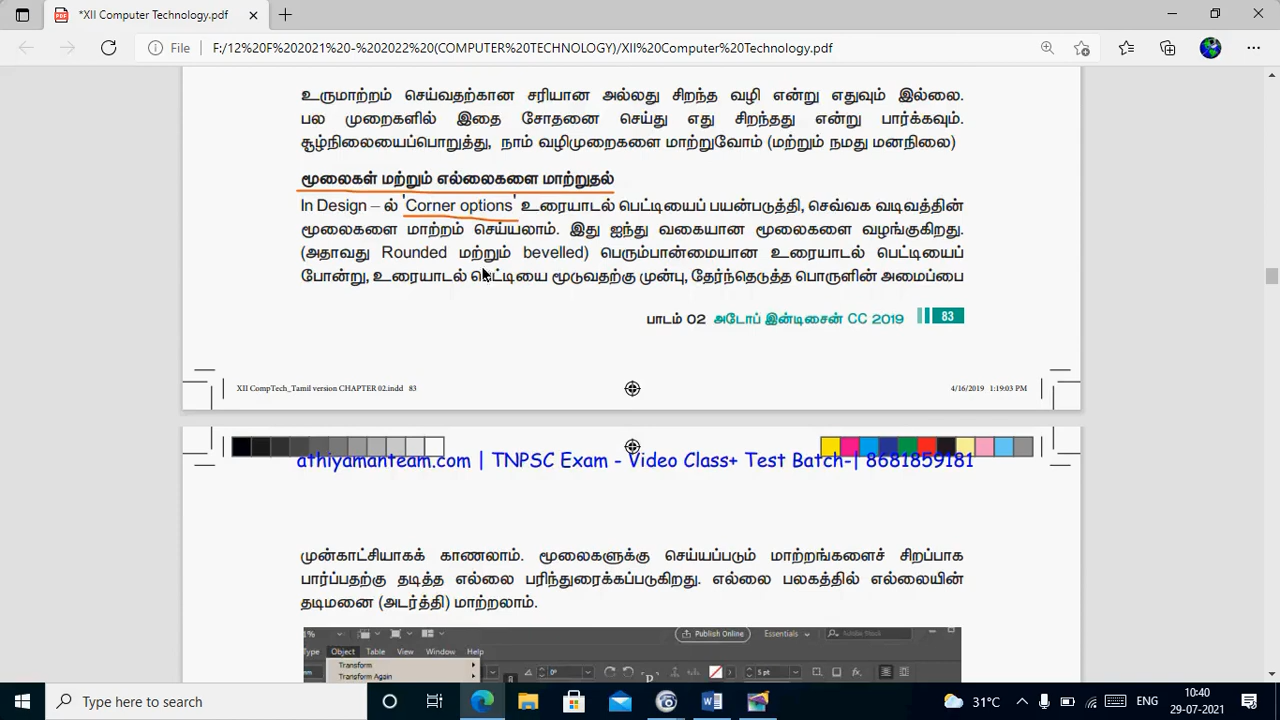 *XII Computer Technology.pdf
File
F:/12%20F%202021%20-%202022%20(COMPUTER%20TECHNOLOGY)/XII%20Computer%20Technology.pdf
உருமாற்றம் செய்வதற்கான சரியான அல்லது சிறந்த வழி என்று எதுவும் இல்லை.
பல முறைகளில் இதை சோதனை செய்து எது சிறந்தது என்று பார்க்கவும்.
சூழ்நிலையைப்பொறுத்து, நாம் வழிமுறைகளை மாற்றுவோம் (மற்றும் நமது மனநிலை)
மூலைகள் மற்றும் எல்லைகளை மாற்றுதல்
In Design – ல் 'Corner options' உரையாடல் பெட்டியைப் பயன்படுத்தி, செவ்வக வடிவத்தின்
மூலைகளை மாற்றம் செய்யலாம். இது ஐந்து வகையான மூலைகளை வழங்குகிறது.
(அதாவது Rounded மற்றும் bevelled) பெரும்பான்மையான உரையாடல் பெட்டியைப்
போன்று, உரையாடல் பெட்டியை மூடுவதற்கு முன்பு, தேர்ந்தெடுத்த பொருளின் அமைப்பை
பாடம் 02 அடோப் இன்டிசைன் CC 2019 83
XII CompTech_Tamil version CHAPTER 02.indd 83
4/16/2019 1:19:03 PM
athiyamanteam.com | TNPSC Exam - Video Class+ Test Batch-| 8681859181
முன்காட்சியாகக் காணலாம். மூலைகளுக்கு செய்யப்படும் மாற்றங்களைச் சிறப்பாக
பார்ப்பதற்கு தடித்த எல்லை பரிந்துரைக்கப்படுகிறது. எல்லை பலகத்தில் எல்லையின்
தடிமனை (அடர்த்தி) மாற்றலாம்.
Publish Online Essentials Adobe Stock
Type Object Table View Window Help
Transform
0° 5 pt
Transform Again
Type here to search
31°C ENG 10:40
29-07-2021